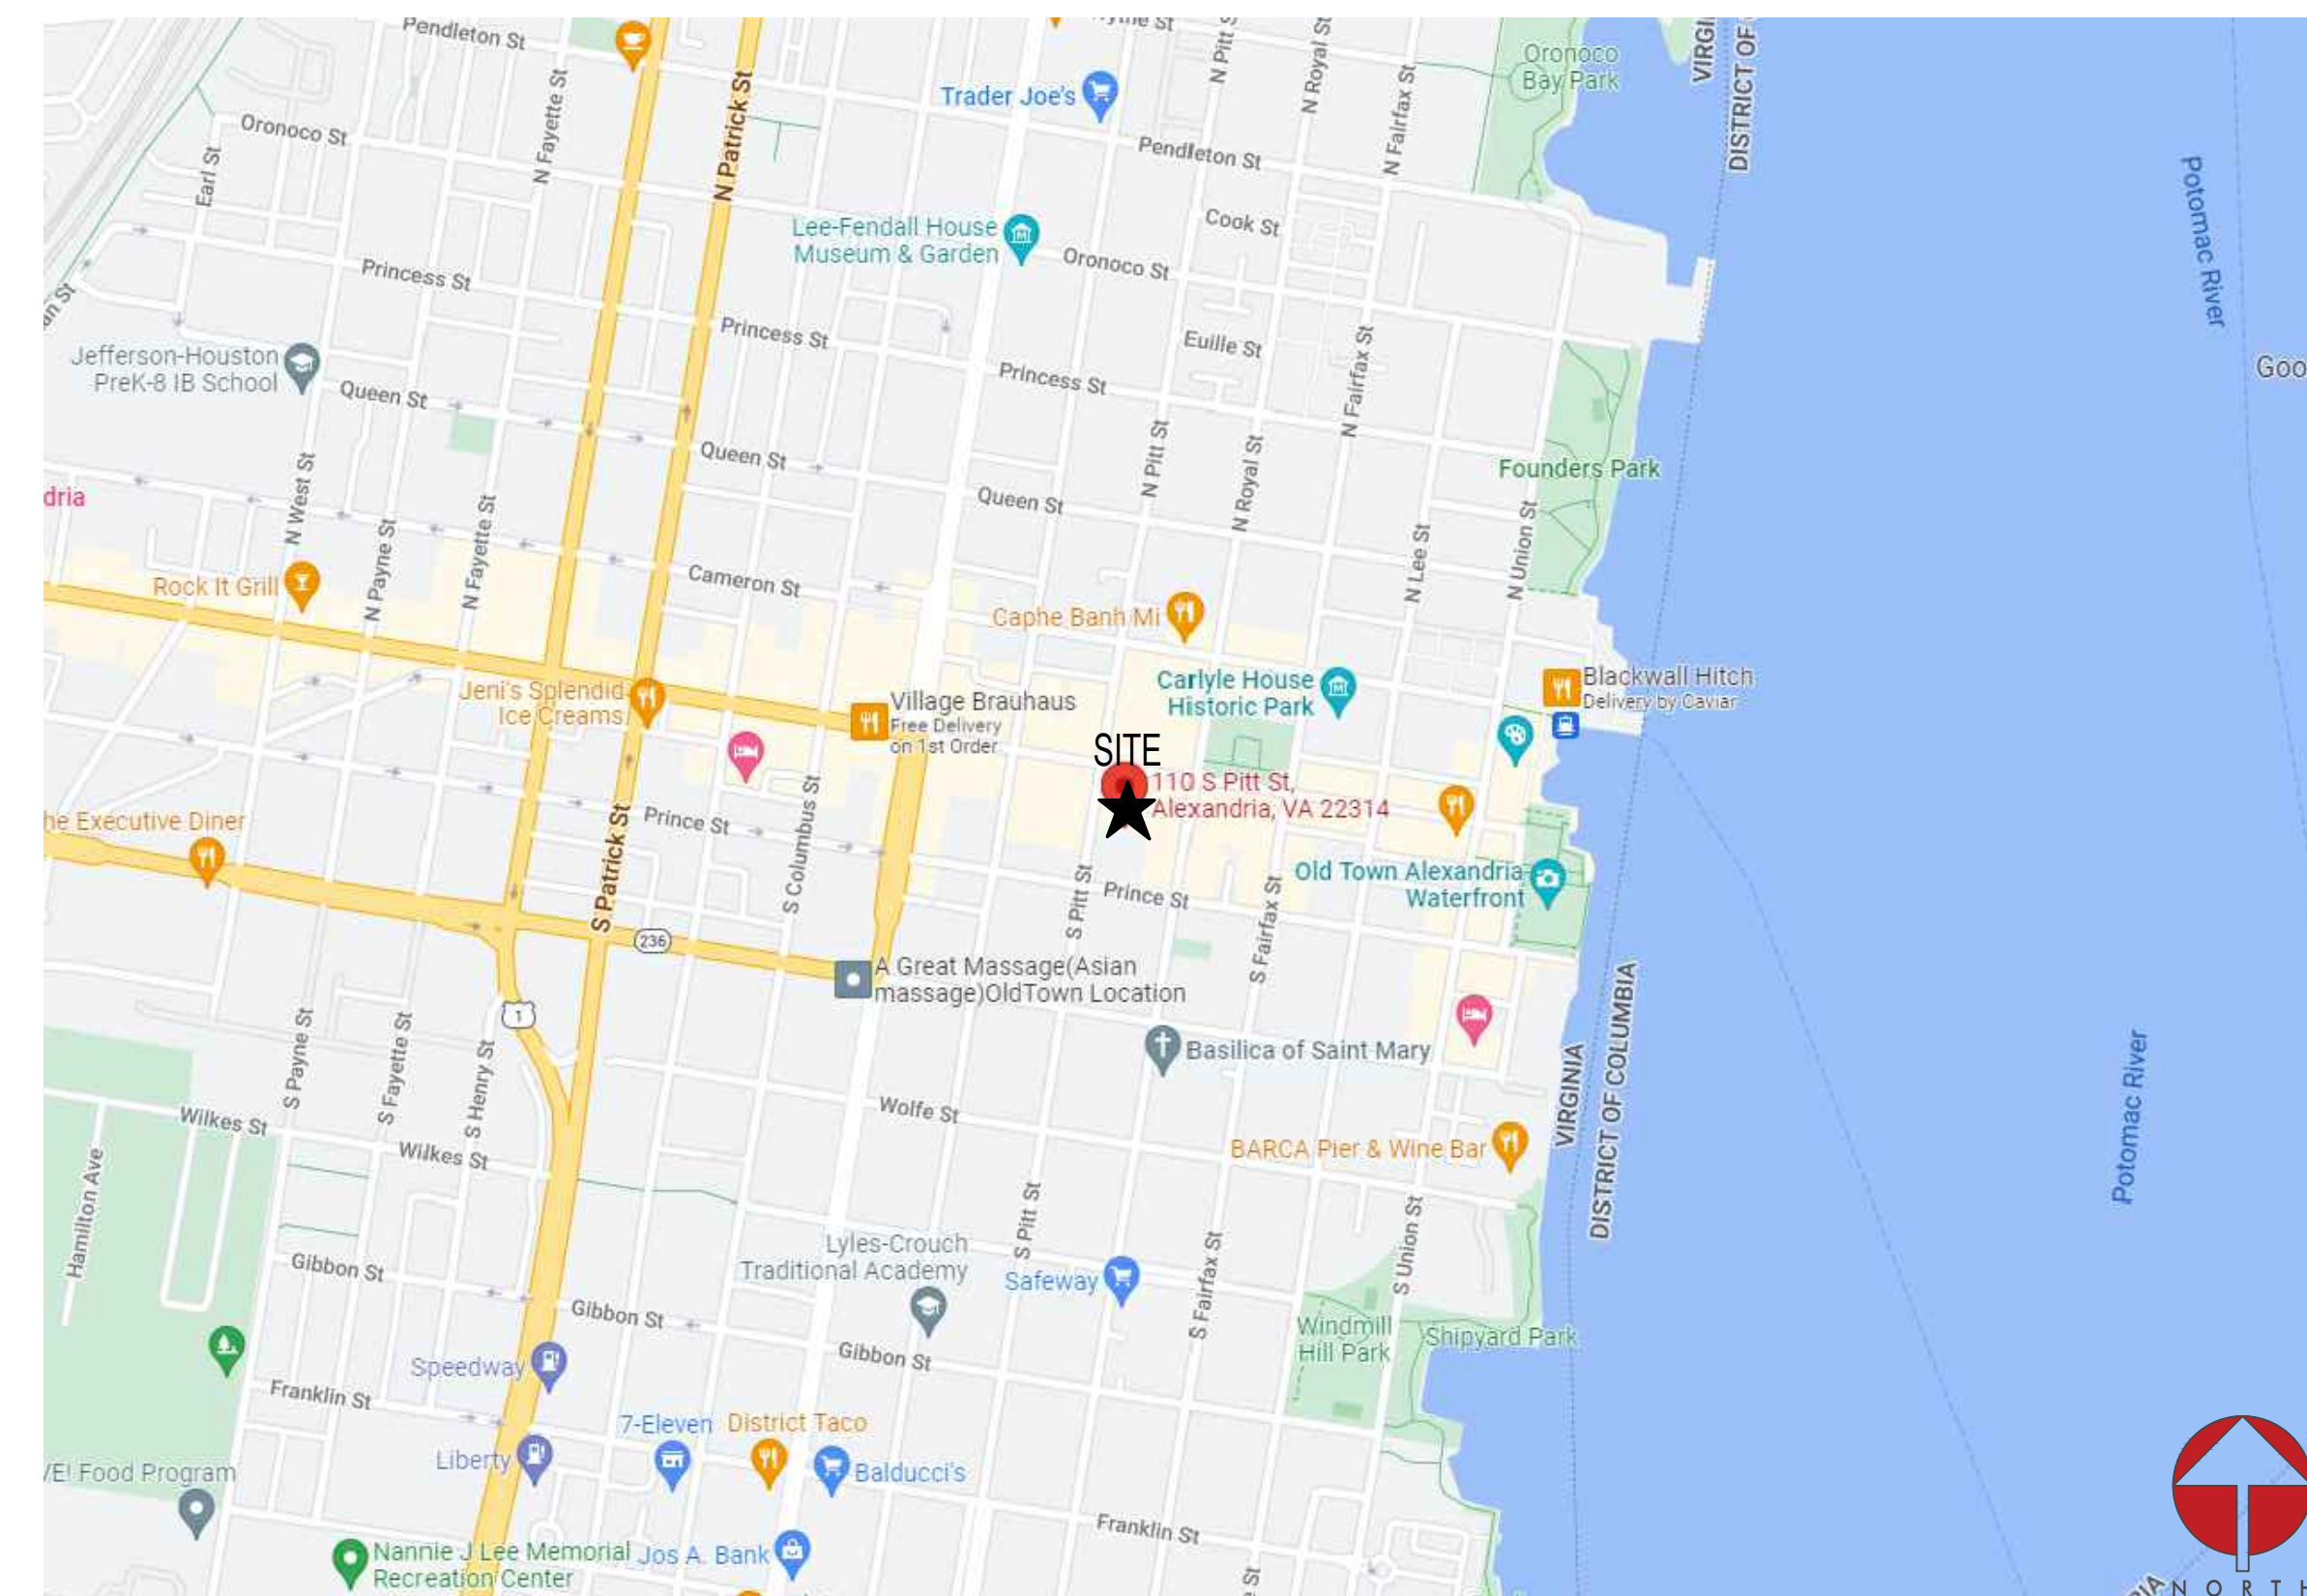 Pendleton St
N Pitt S
N Royal St
N Fairfax St
Oronoco
Bay Park
VIRGI
DISTRICT OF
Trader Joe's
N Fayette St
N Patrick St
Oronoco St
Earl St
Pendleton St
Potomac River
Lee-Fendall House
Museum & Garden
Cook St
Oronoco St
Princess St
Princess St
Euille St
N Fairfax St
Jefferson-Houston
PreK-8 IB School
Queen St
Princess St
Goo
N Pitt St
N Royal St
Queen St
Founders Park
N West St
dria
Queen St
N Payne St
N Fayette St
N Lee St
N Union St
Rock It Grill
Cameron St
Caphe Banh Mi
Jeni's Splendid
Ice Creams
Village Brauhaus
Free Delivery
on 1st Order
Carlyle House
Historic Park
Blackwall Hitch
Delivery by Caviar
SITE
110 S Pitt St,
Alexandria, VA 22314
he Executive Diner
S Patrick St
Prince St
S Columbus St
S Pitt St
Prince St
S Fairfax St
Old Town Alexandria
Waterfront
236
A Great Massage(Asian
massage)OldTown Location
1
S Payne St
S Fayette St
S Henry St
Basilica of Saint Mary
VIRGINIA
DISTRICT OF COLUMBIA
Potomac River
Wilkes St
Wilkes St
Wolfe St
BARCA Pier & Wine Bar
Hamilton Ave
S Pitt St
S Fairfax St
S Union St
Lyles-Crouch
Traditional Academy
Safeway
Gibbon St
Gibbon St
Gibbon St
Windmill
Hill Park
Shipyard Park
Speedway
Franklin St
7-Eleven
District Taco
Liberty
Balducci's
VE! Food Program
Franklin St
Nannie J Lee Memorial
Recreation Center
Jos A. Bank
NORTH